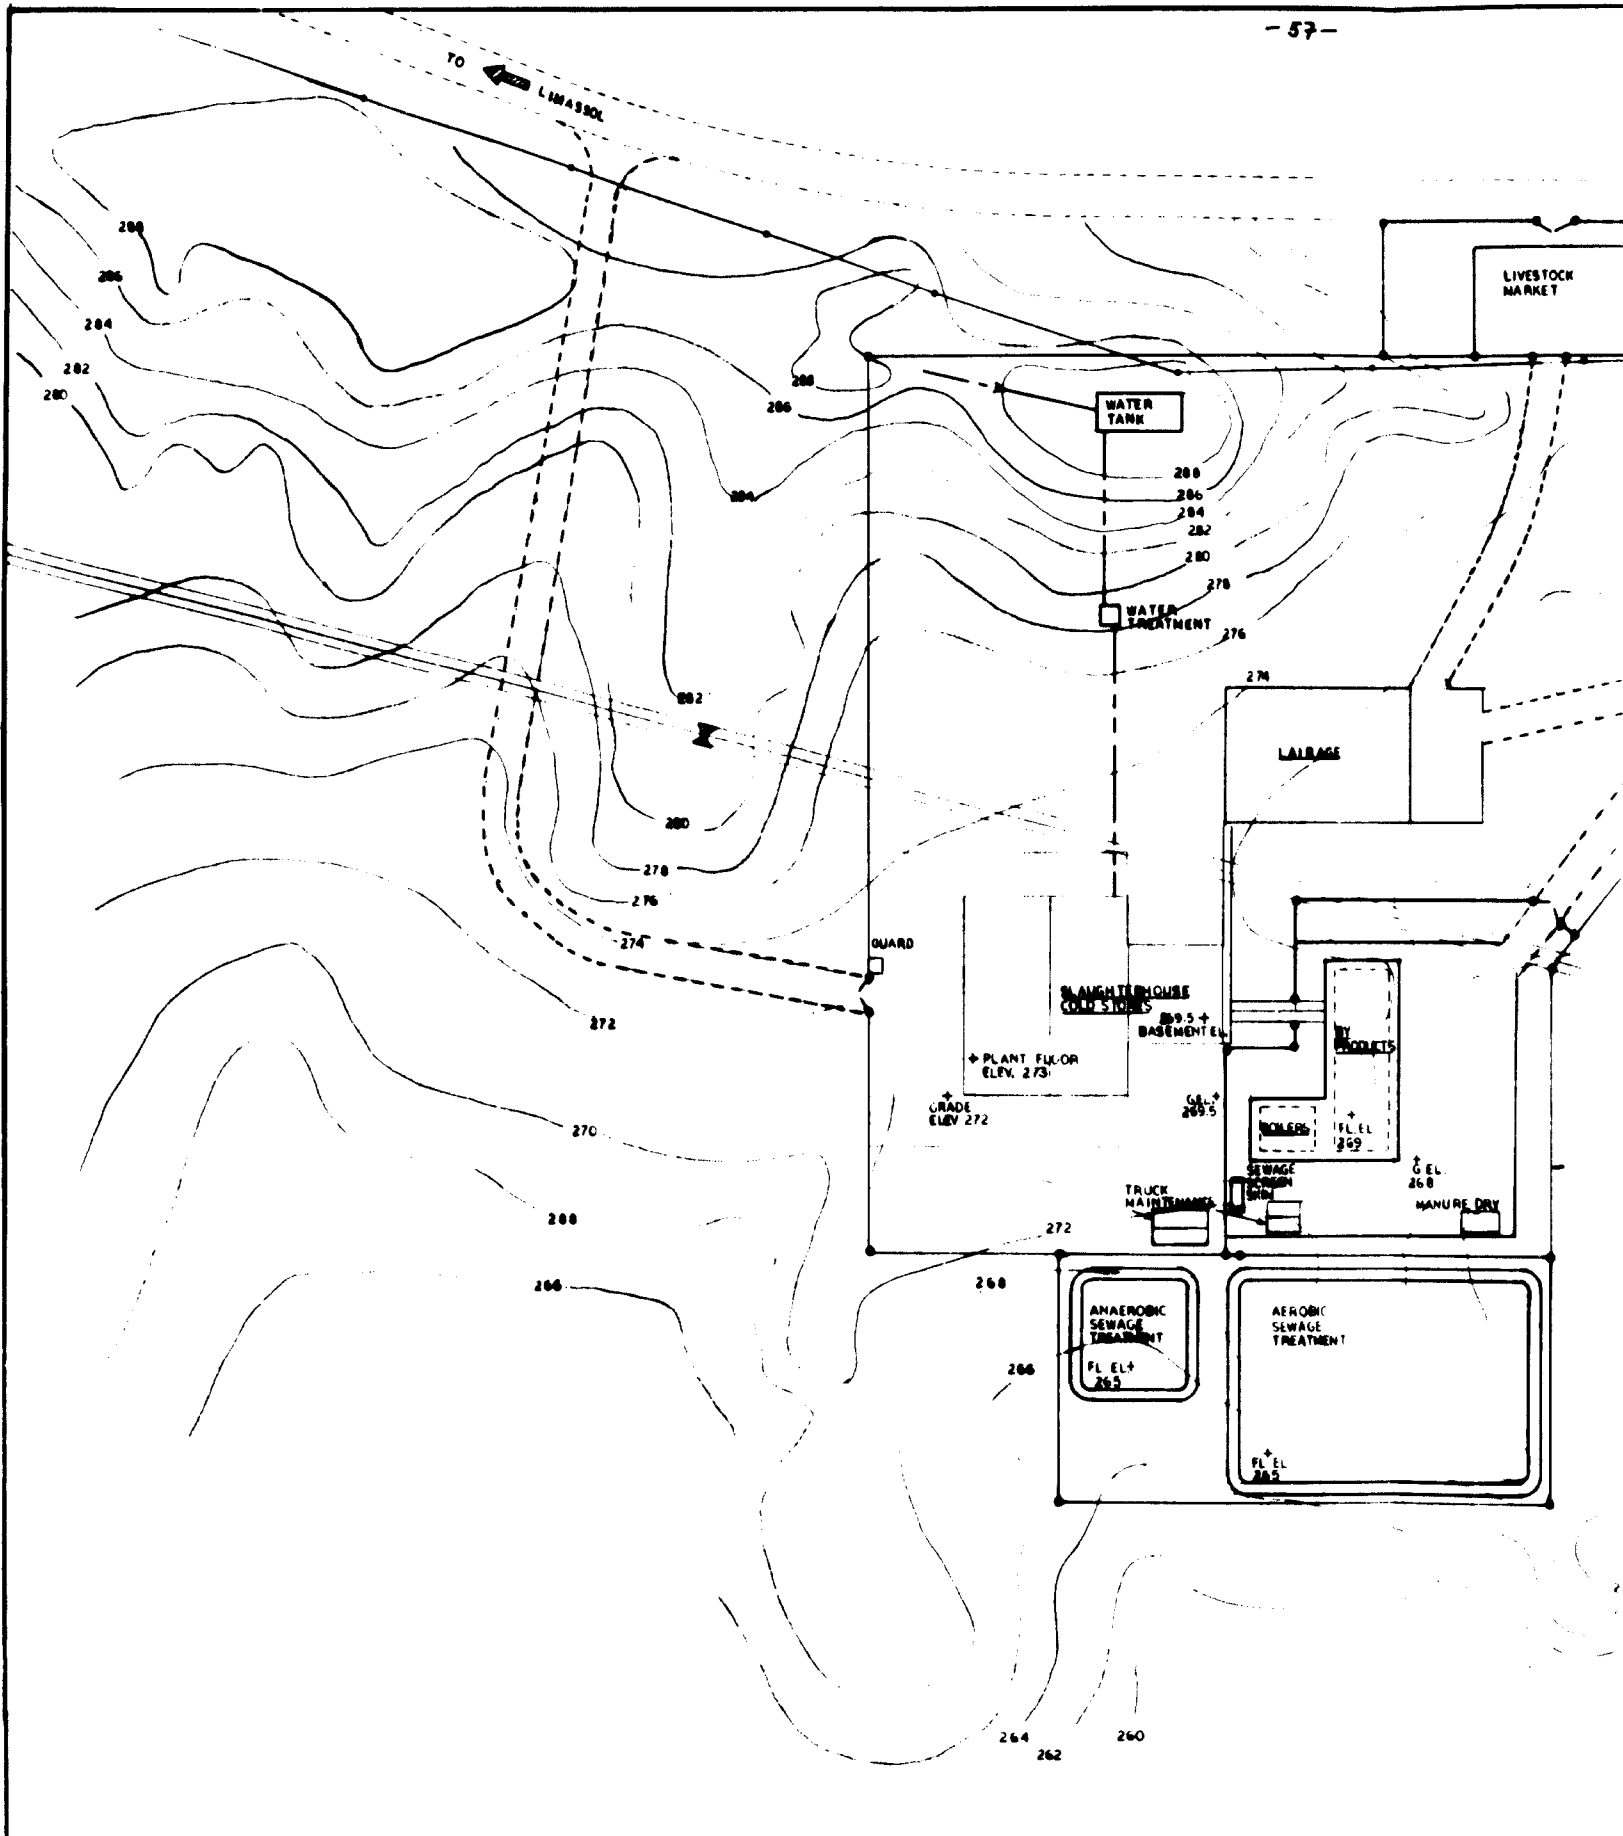 - 57 -
TO
LIMASSOL
LIVESTOCK
MARKET
288
286
284
282
280
288
286
284
WATER
TANK
288
286
284
282
280
278
WATER
TREATMENT
276
274
282
LAIRAGE
280
278
276
274
272
GUARD
SLAUGHTERHOUSE
COLD STORES
269.5 +
BASEMENT EL
+ PLANT FLOOR
ELEV. 273
+
GRADE
ELEV 272
BY
PRODUCTS
G.EL.+
269.5
BOILERS
+
FL.EL
269
+
G EL.
268
SEWAGE
SCREEN
TRUCK
MAINTENANCE
MANURE DRY
270
288
266
272
268
266
ANAEROBIC
SEWAGE
TREATMENT
FL. EL.+
265
AEROBIC
SEWAGE
TREATMENT
+
FL EL
265
264
262
260